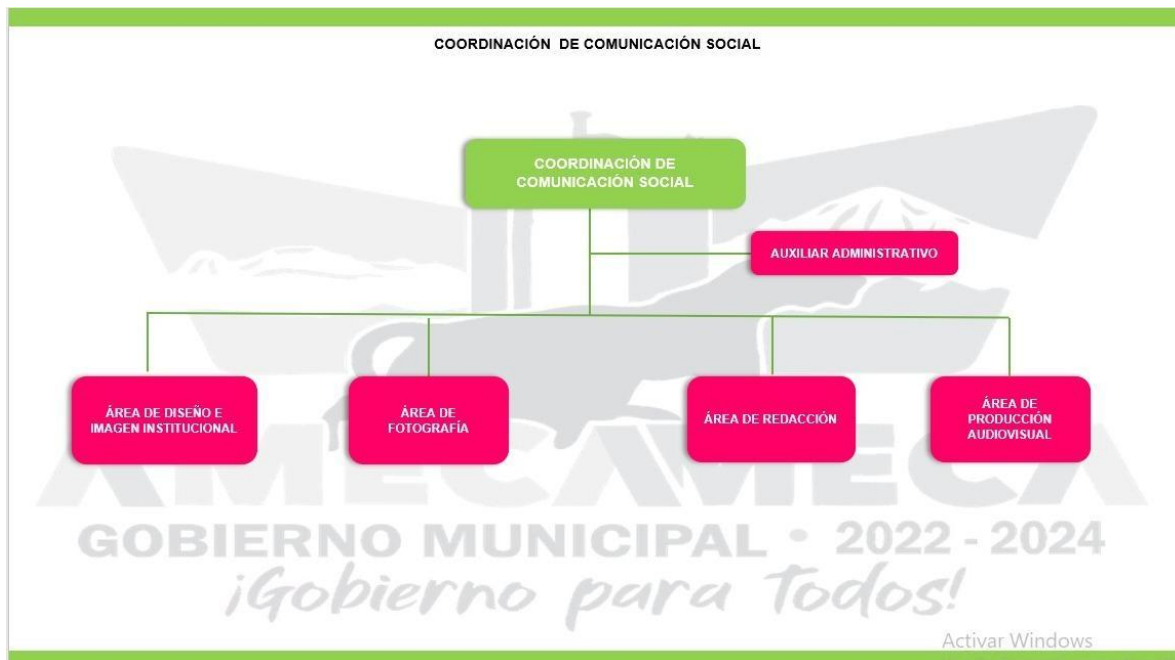 COORDINACIÓN DE COMUNICACIÓN SOCIAL
COORDINACIÓN DE
COMUNICACIÓN SOCIAL
AUXILIAR ADMINISTRATIVO
ÁREA DE DISEÑO E
IMAGEN INSTITUCIONAL
ÁREA DE
FOTOGRAFÍA
ÁREA DE REDACCIÓN
ÁREA DE
PRODUCCIÓN
AUDIOVISUAL
AMECAMECA
GOBIERNO MUNICIPAL • 2022 - 2024
¡Gobierno para Todos!
Activar Windows